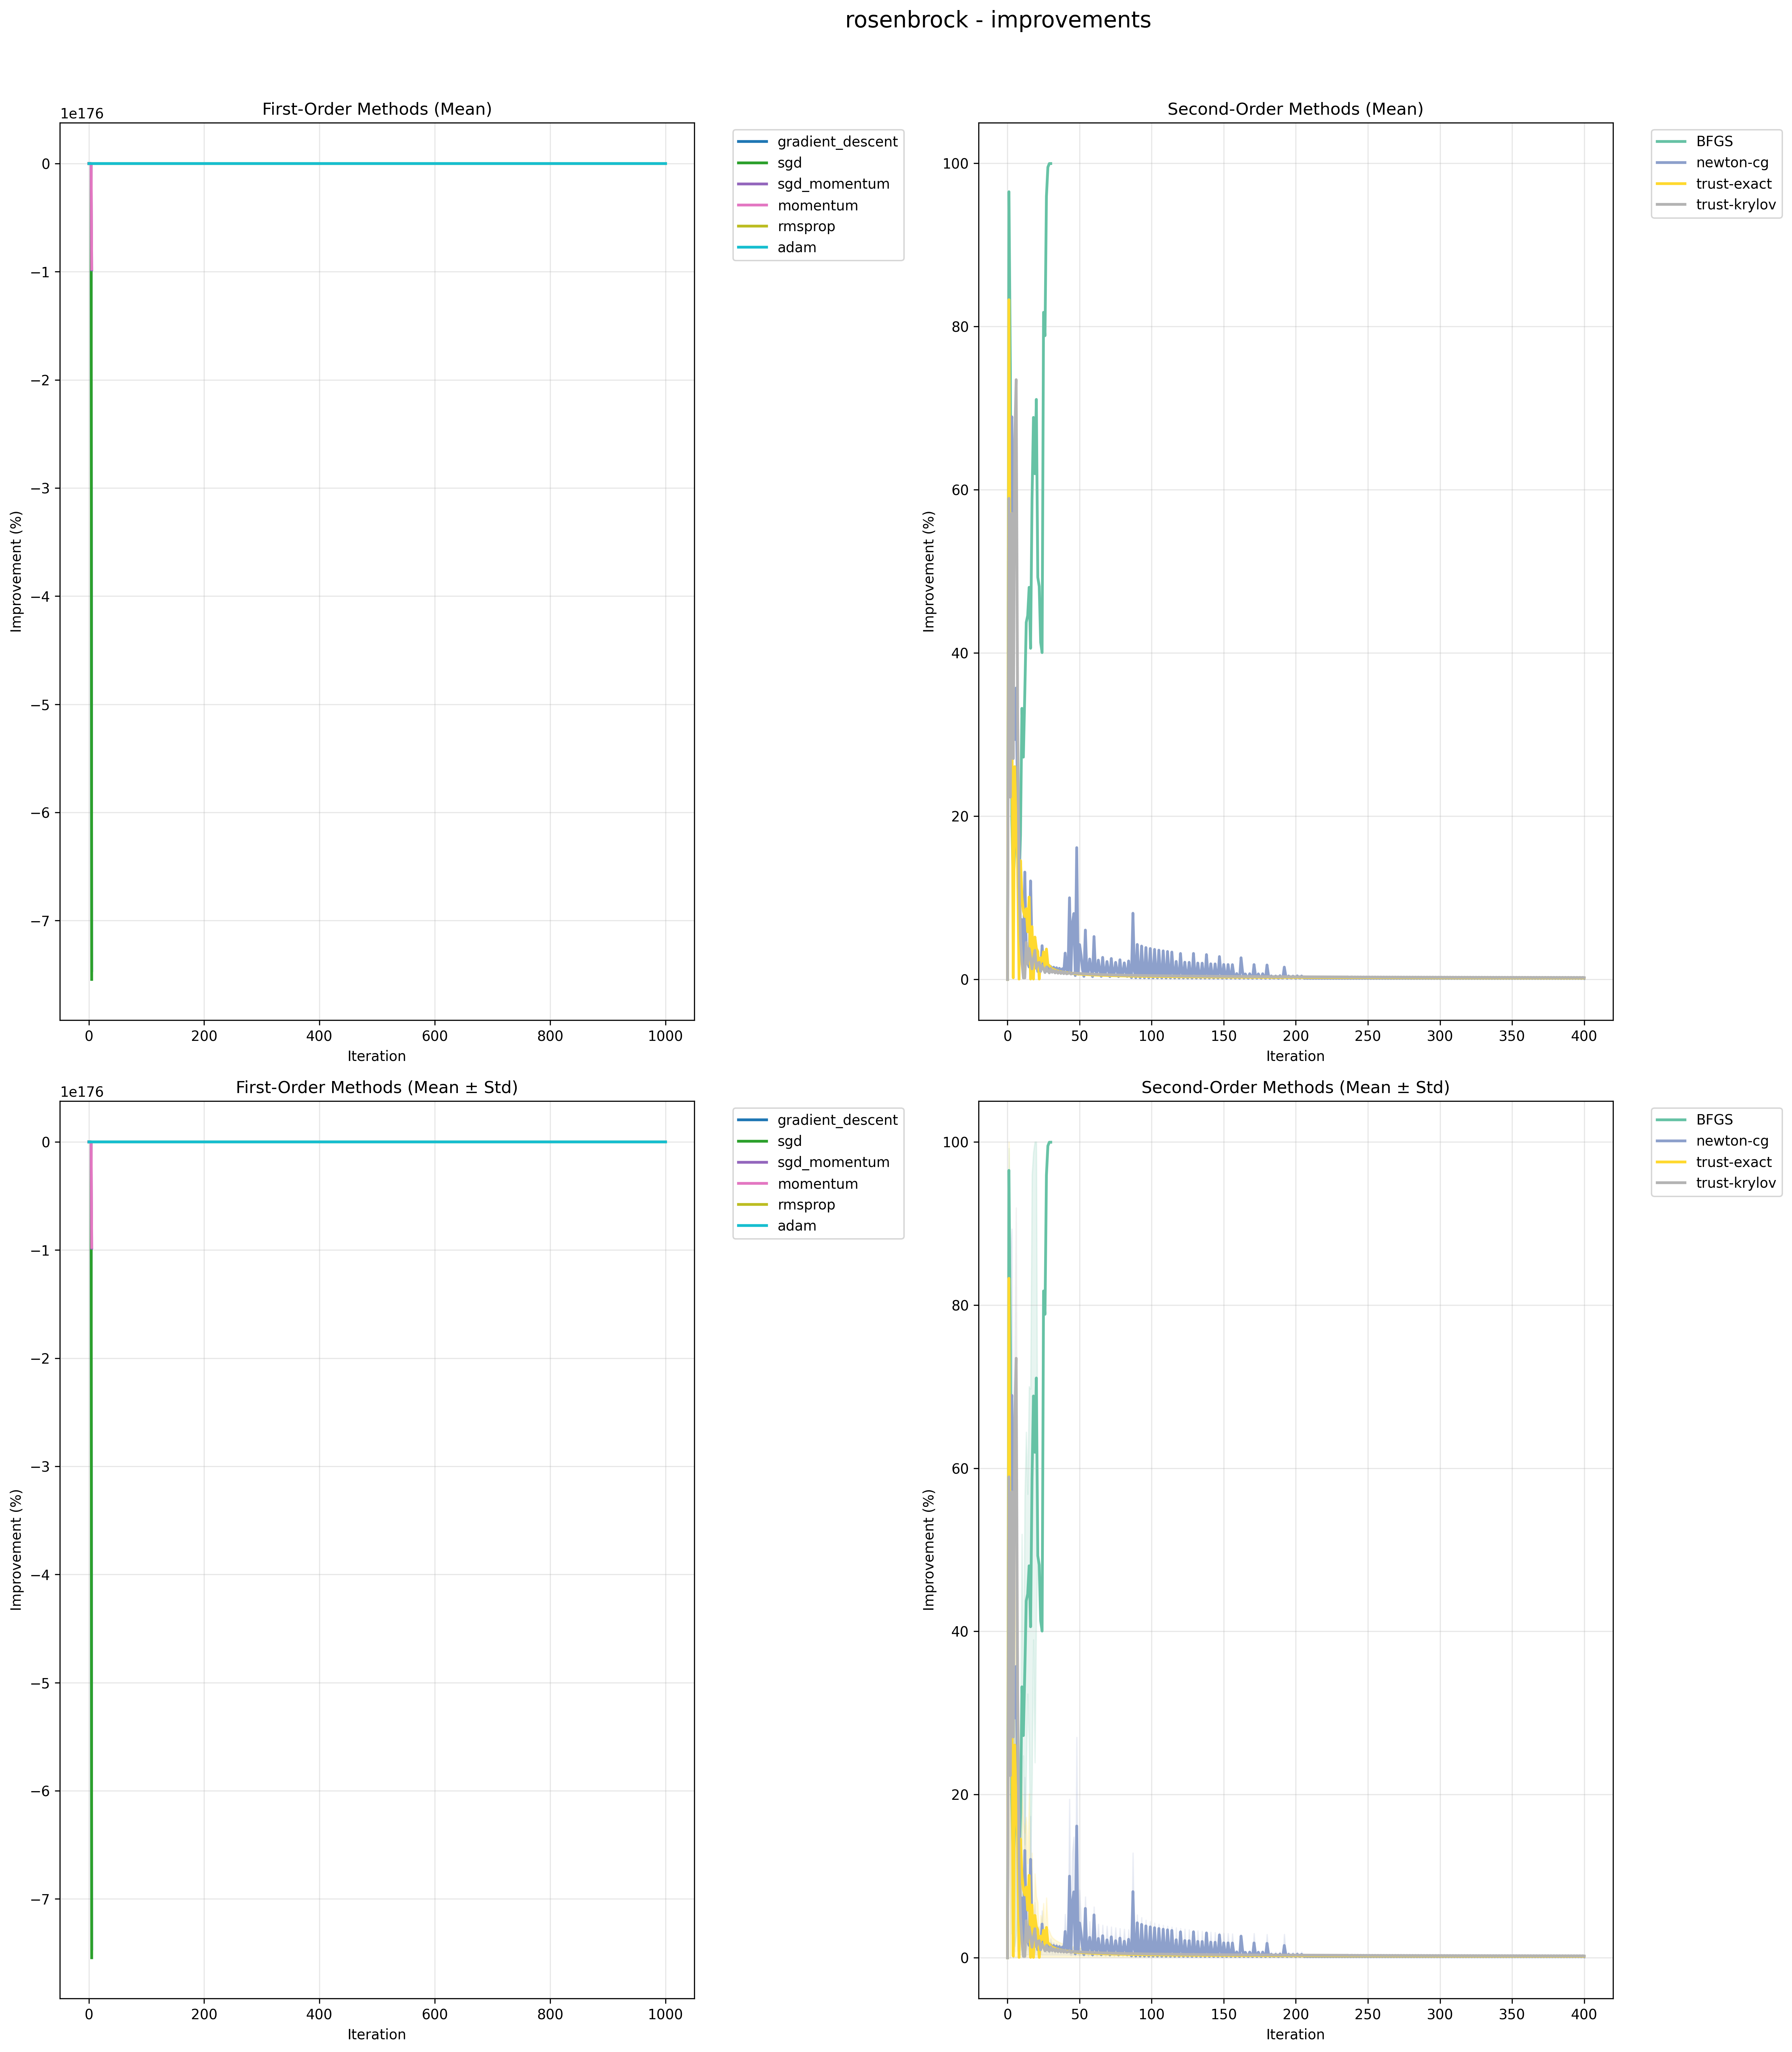 rosenbrock - improvements
First-Order Methods (Mean)
1e176
0
−1
−2
−3
−4
−5
−6
−7
Improvement (%)
0 200 400 600 800 1000
Iteration
gradient_descent
sgd
sgd_momentum
momentum
rmsprop
adam
Second-Order Methods (Mean)
100
80
60
40
20
0
Improvement (%)
0 50 100 150 200 250 300 350 400
Iteration
BFGS
newton-cg
trust-exact
trust-krylov
First-Order Methods (Mean ± Std)
1e176
0
−1
−2
−3
−4
−5
−6
−7
Improvement (%)
0 200 400 600 800 1000
Iteration
gradient_descent
sgd
sgd_momentum
momentum
rmsprop
adam
Second-Order Methods (Mean ± Std)
100
80
60
40
20
0
Improvement (%)
0 50 100 150 200 250 300 350 400
Iteration
BFGS
newton-cg
trust-exact
trust-krylov